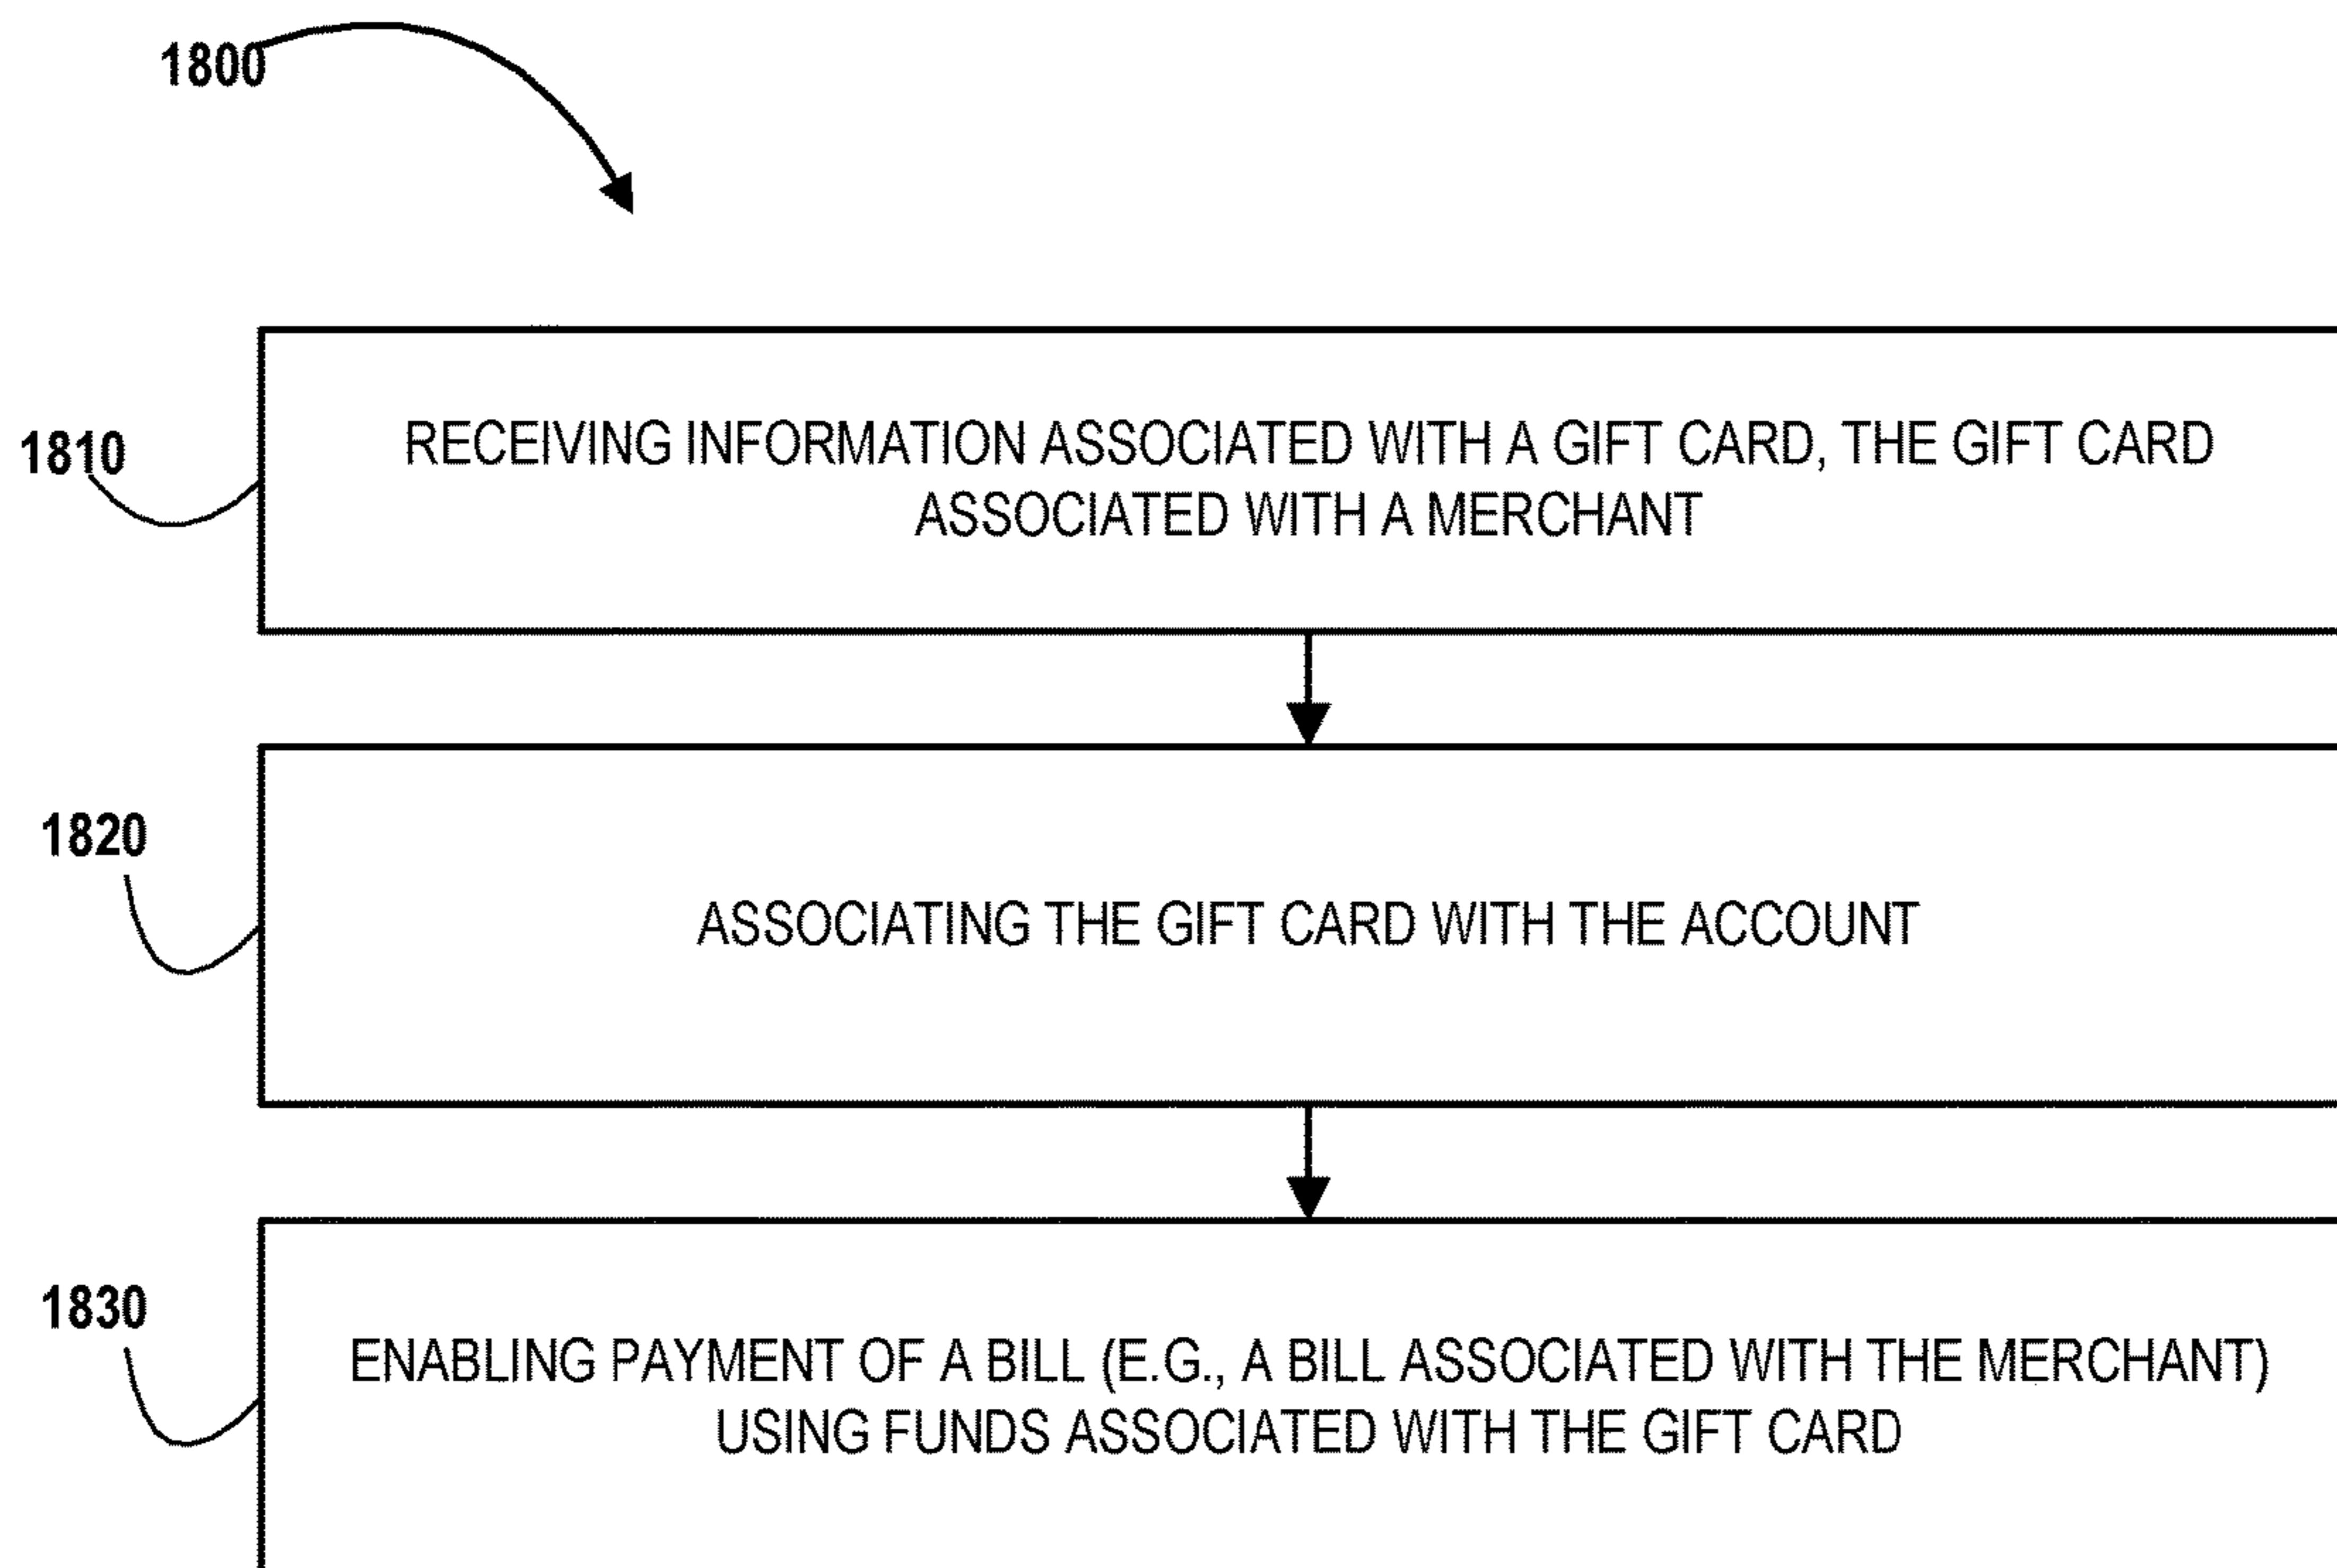 1800
1810
RECEIVING INFORMATION ASSOCIATED WITH A GIFT CARD, THE GIFT CARD
ASSOCIATED WITH A MERCHANT
1820
ASSOCIATING THE GIFT CARD WITH THE ACCOUNT
1830
ENABLING PAYMENT OF A BILL (E.G., A BILL ASSOCIATED WITH THE MERCHANT)
USING FUNDS ASSOCIATED WITH THE GIFT CARD